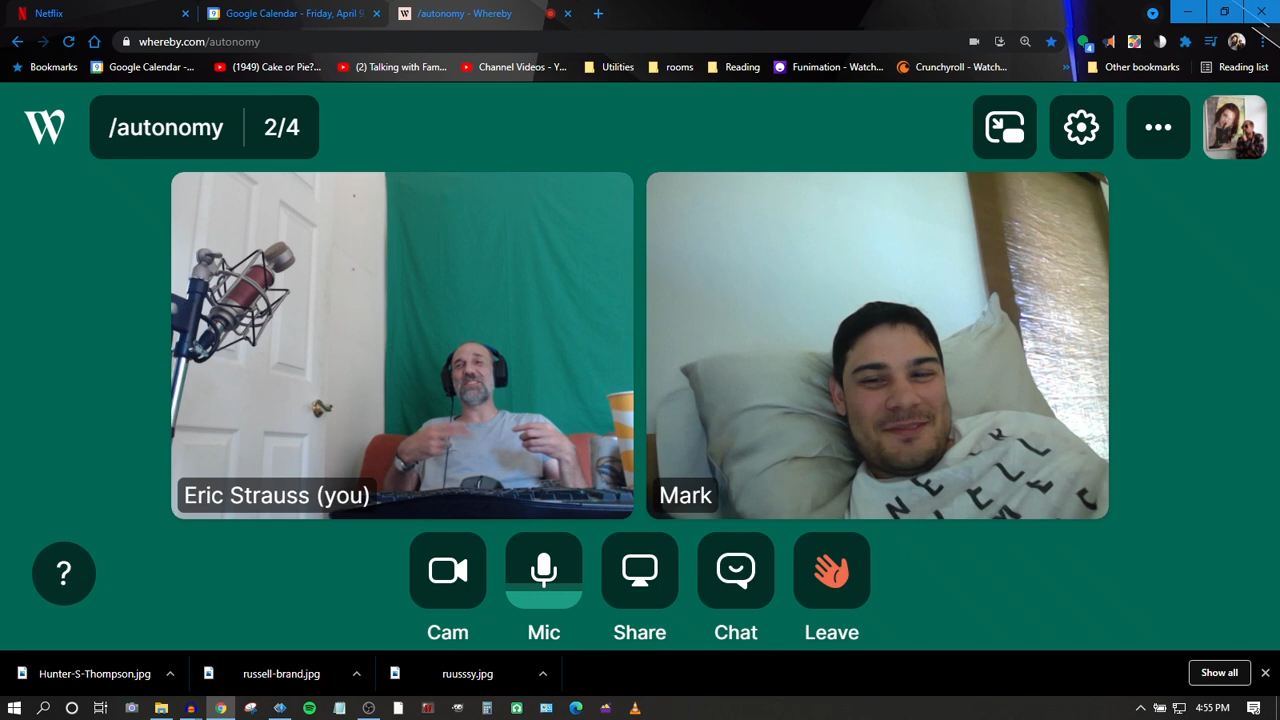 Netflix
Google Calendar - Friday, April 9
/autonomy - Whereby
whereby.com/autonomy
Bookmarks
Google Calendar -...
(1949) Cake or Pie?...
(2) Talking with Fam...
Channel Videos - Y...
Utilities
rooms
Reading
Funimation - Watch...
Crunchyroll - Watch...
»
Other bookmarks
Reading list
/autonomy
2/4
Eric Strauss (you)
Mark
?
Cam
Mic
Share
Chat
Leave
Hunter-S-Thompson.jpg
russell-brand.jpg
ruusssy.jpg
Show all
4:55 PM